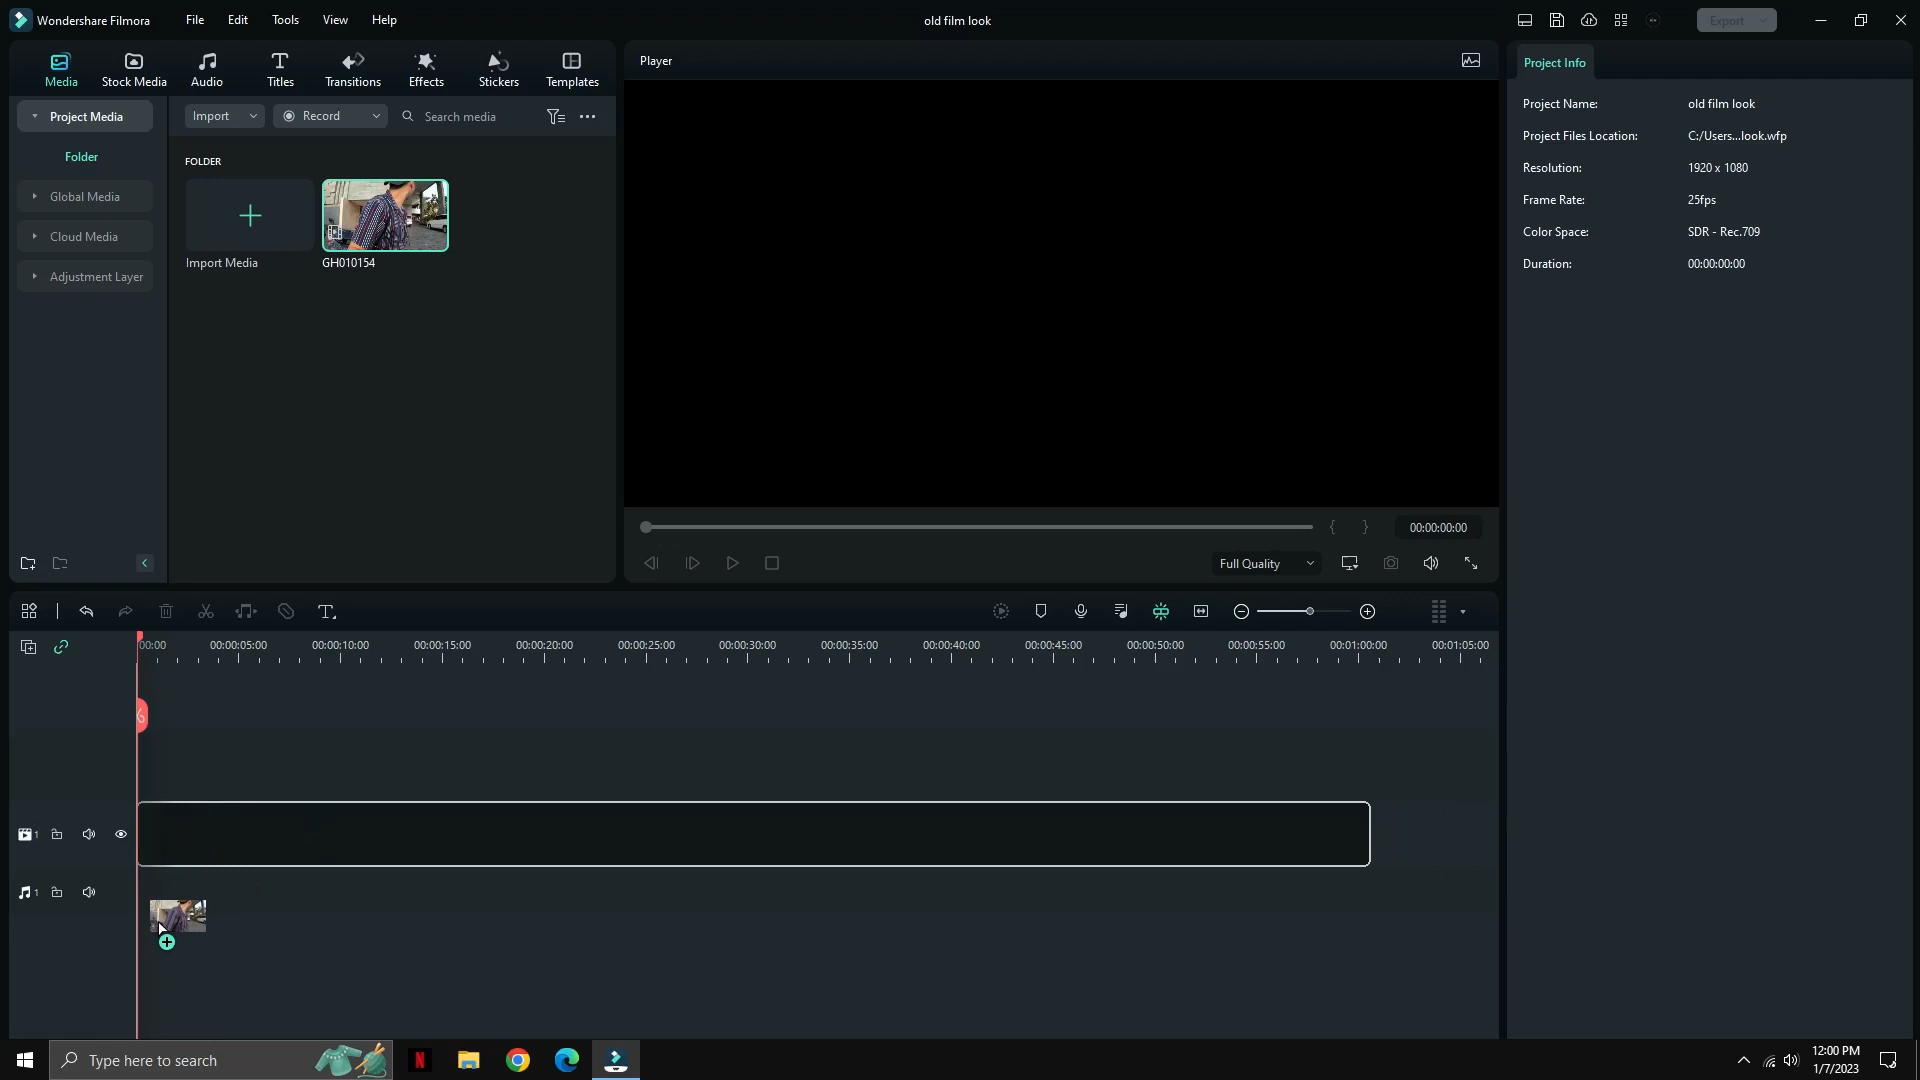 Wondershare Filmora File Edit Tools View Help old film look Export
Media Stock Media Audio Titles Transitions Effects Stickers Templates
Player
Project Info
Project Media
Import Record Search media
Folder
Global Media
Cloud Media
Adjustment Layer
FOLDER
Import Media GH010154
Project Name: old film look
Project Files Location: C:/Users...look.wfp
Resolution: 1920 x 1080
Frame Rate: 25fps
Color Space: SDR - Rec.709
Duration: 00:00:00:00
{ } 00:00:00:00
Full Quality
00:00 00:00:05:00 00:00:10:00 00:00:15:00 00:00:20:00 00:00:25:00 00:00:30:00 00:00:35:00 00:00:40:00 00:00:45:00 00:00:50:00 00:00:55:00 00:01:00:00 00:01:05:00
1
1
Type here to search
N
12:00 PM
1/7/2023